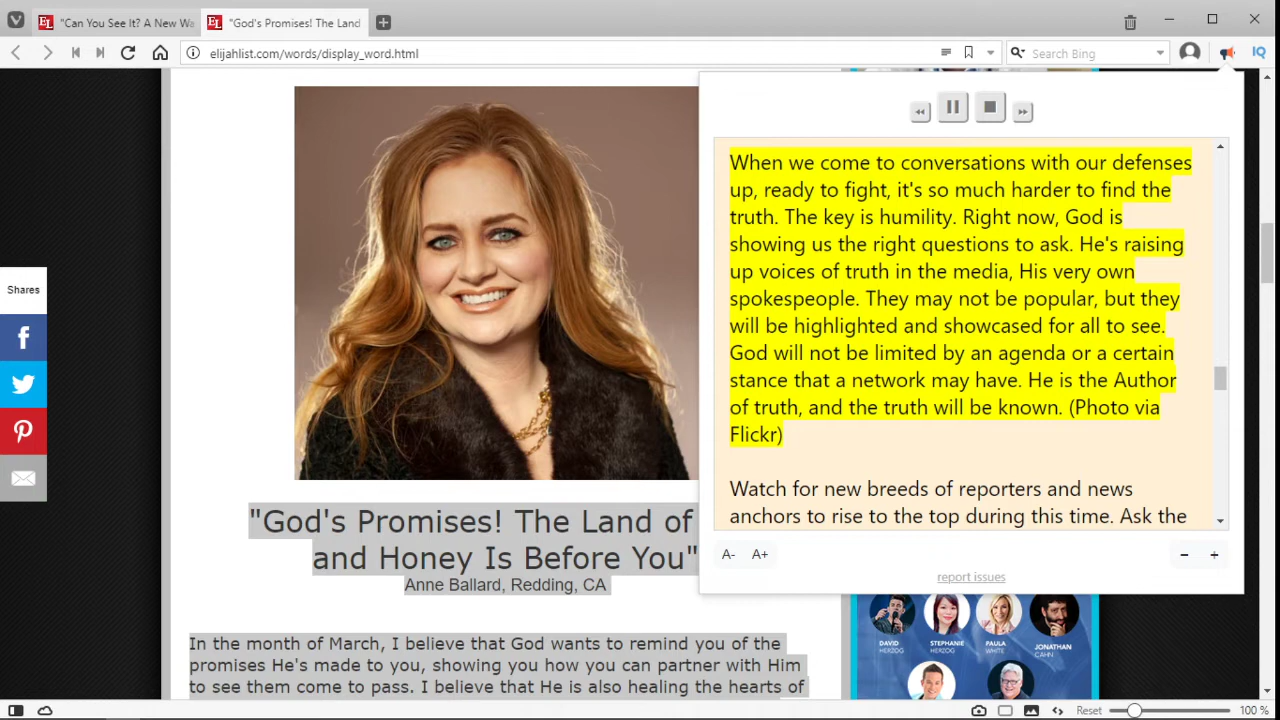 "Can You See It? A New Wa
"God's Promises! The Land
elijahlist.com/words/display_word.html
Search Bing
IQ
Shares
When we come to conversations with our defenses
up, ready to fight, it's so much harder to find the
truth. The key is humility. Right now, God is
showing us the right questions to ask. He's raising
up voices of truth in the media, His very own
spokespeople. They may not be popular, but they
will be highlighted and showcased for all to see.
God will not be limited by an agenda or a certain
stance that a network may have. He is the Author
of truth, and the truth will be known. (Photo via
Flickr)
Watch for new breeds of reporters and news
anchors to rise to the top during this time. Ask the
A- A+ - +
report issues
"God's Promises! The Land of
and Honey Is Before You"
Anne Ballard, Redding, CA
In the month of March, I believe that God wants to remind you of the
promises He's made to you, showing you how you can partner with Him
to see them come to pass. I believe that He is also healing the hearts of
DAVID
HERZOG
STEPHANIE
HERZOG
PAULA
WHITE
JONATHAN
CAHN
Reset
100 %